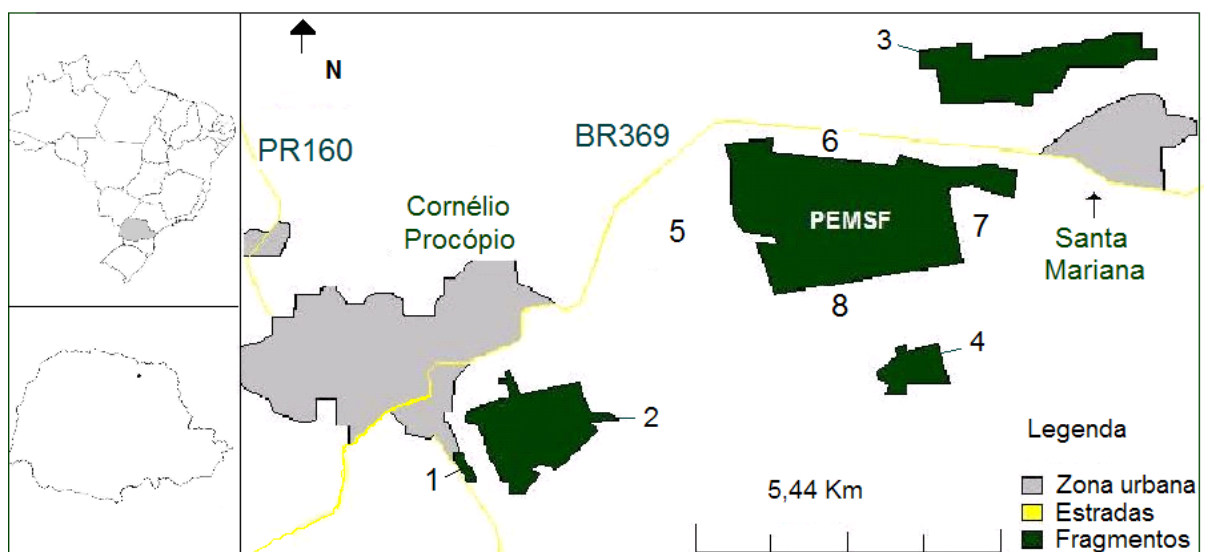 N
3
BR369
6
PR160
Cornélio
Procópio
5
PEMSF
7
Santa
Mariana
8
4
2
1
5,44 Km
Legenda
Zona urbana
Estradas
Fragmentos